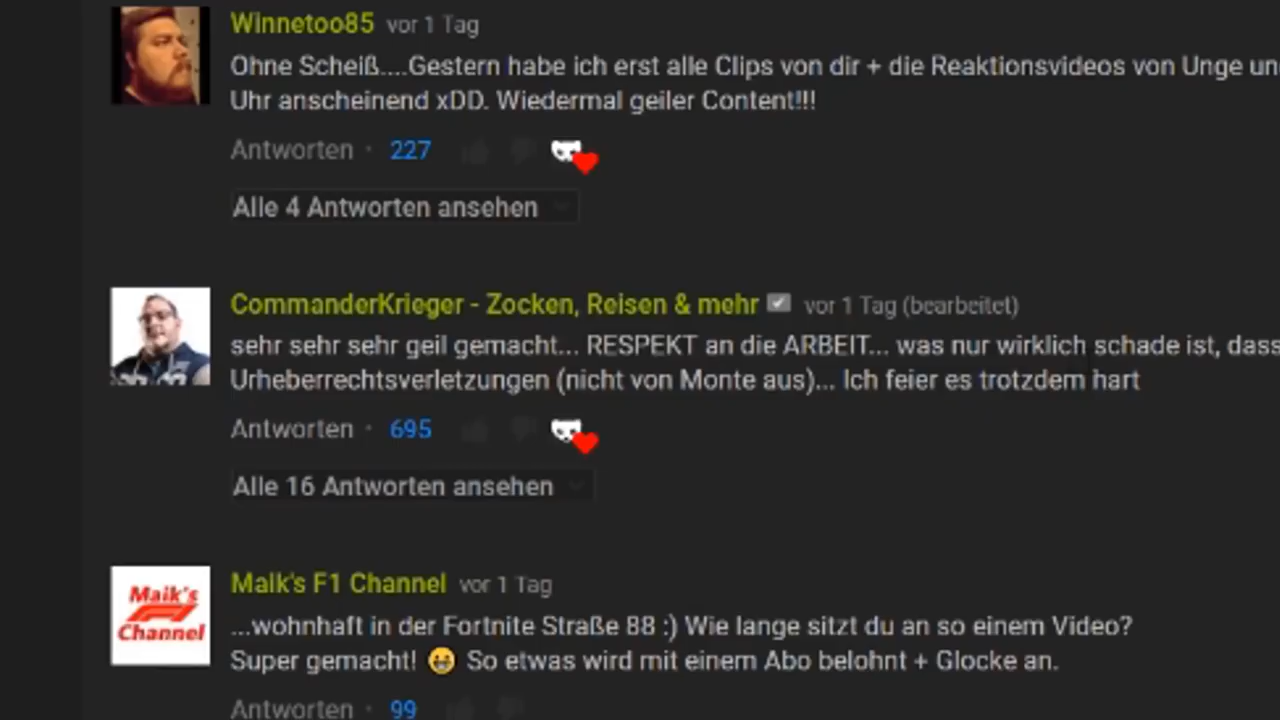 Winnetoo85 vor 1 Tag
Ohne Scheiß....Gestern habe ich erst alle Clips von dir + die Reaktionsvideos von Unge un
Uhr anscheinend xDD. Wiedermal geiler Content!!!
Antworten · 227
Alle 4 Antworten ansehen
CommanderKrieger - Zocken, Reisen & mehr vor 1 Tag (bearbeitet)
sehr sehr sehr geil gemacht... RESPEKT an die ARBEIT... was nur wirklich schade ist, dass
Urheberrechtsverletzungen (nicht von Monte aus)... Ich feier es trotzdem hart
Antworten · 695
Alle 16 Antworten ansehen
Maik's
Channel
Maik's F1 Channel vor 1 Tag
...wohnhaft in der Fortnite Straße 88 :) Wie lange sitzt du an so einem Video?
Super gemacht! 😀 So etwas wird mit einem Abo belohnt + Glocke an.
Antworten · 99